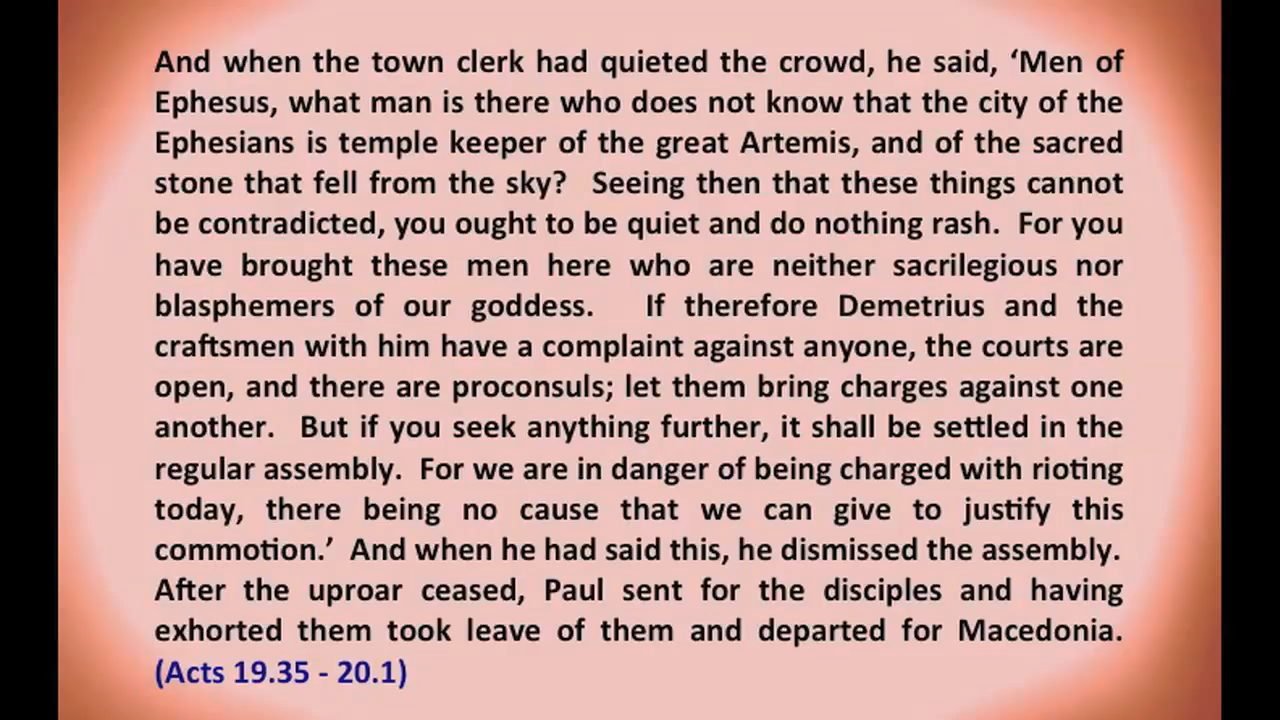 And when the town clerk had quieted the crowd, he said, ‘Men of
Ephesus, what man is there who does not know that the city of the
Ephesians is temple keeper of the great Artemis, and of the sacred
stone that fell from the sky?  Seeing then that these things cannot
be contradicted, you ought to be quiet and do nothing rash.  For you
have brought these men here who are neither sacrilegious nor
blasphemers of our goddess.  If therefore Demetrius and the
craftsmen with him have a complaint against anyone, the courts are
open, and there are proconsuls; let them bring charges against one
another.  But if you seek anything further, it shall be settled in the
regular assembly.  For we are in danger of being charged with rioting
today, there being no cause that we can give to justify this
commotion.’  And when he had said this, he dismissed the assembly.
After the uproar ceased, Paul sent for the disciples and having
exhorted them took leave of them and departed for Macedonia.
(Acts 19.35 - 20.1)